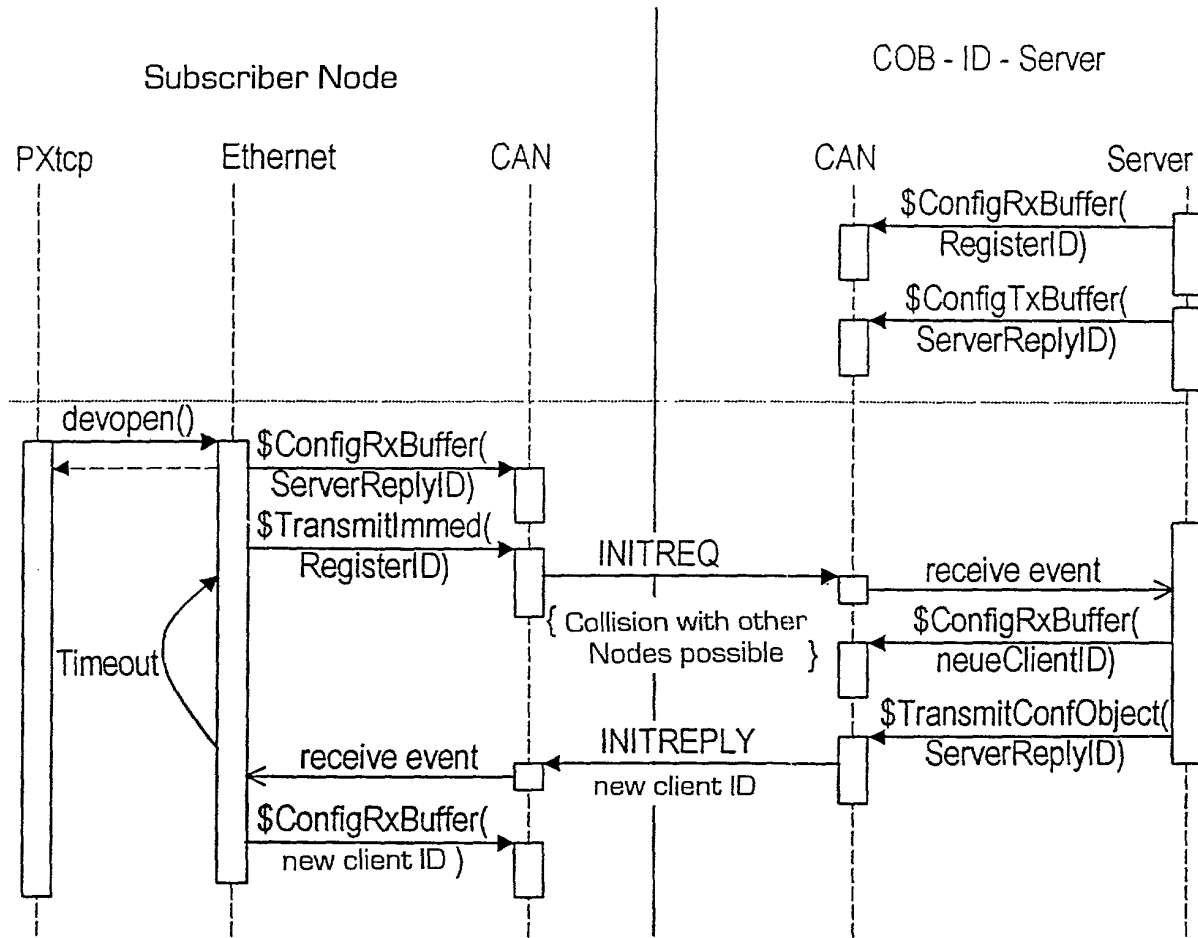 Subscriber Node
COB - ID - Server
PXtcp
Ethernet
CAN
CAN
Server
$ConfigRxBuffer(
RegisterID)
$ConfigTxBuffer(
ServerReplyID)
devopen()
$ConfigRxBuffer(
ServerReplyID)
$TransmitImmed(
RegisterID)
INITREQ
receive event
{ Collision with other
Nodes possible }
$ConfigRxBuffer(
neueClientID)
Timeout
$TransmitConfObject(
ServerReplyID)
INITREPLY
new client ID
receive event
$ConfigRxBuffer(
new client ID )